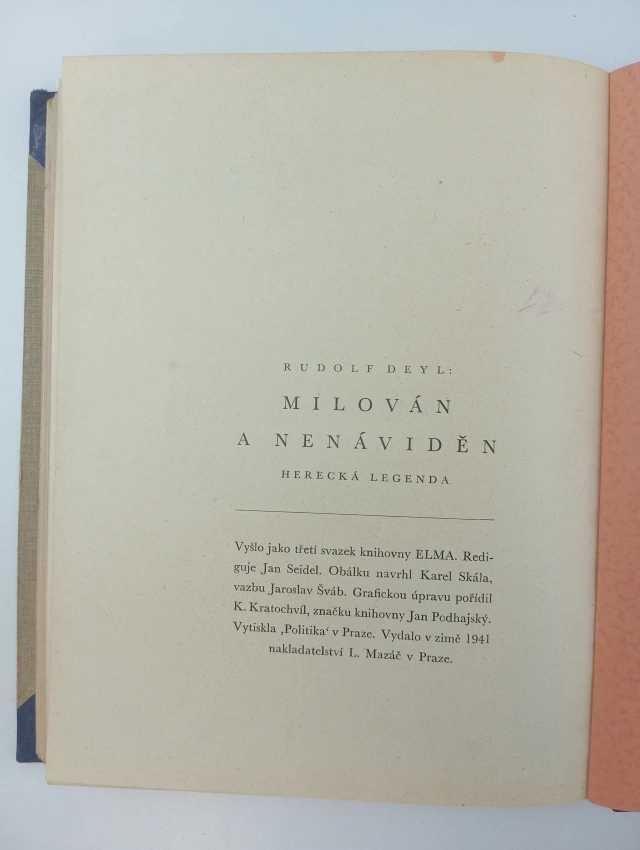 RUDOLF DEYL:
MILOVÁN
A NENÁVIDĚN
HERECKÁ LEGENDA
Vyšlo jako třetí svazek knihovny ELMA. Redi-
guje Jan Seidel. Obálku navrhl Karel Skála,
vazbu Jaroslav Šváb. Grafickou úpravu pořídil
K. Kratochvíl, značku knihovny Jan Podhajský.
Vytiskla ‚Politika‘ v Praze. Vydalo v zimě 1941
nakladatelství L. Mazáč v Praze.